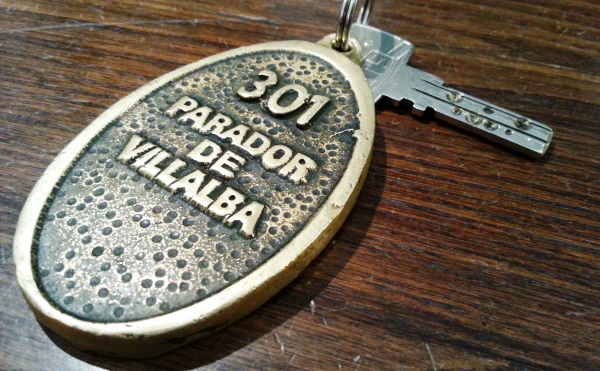 301
PARADOR
DE
VILLALBA